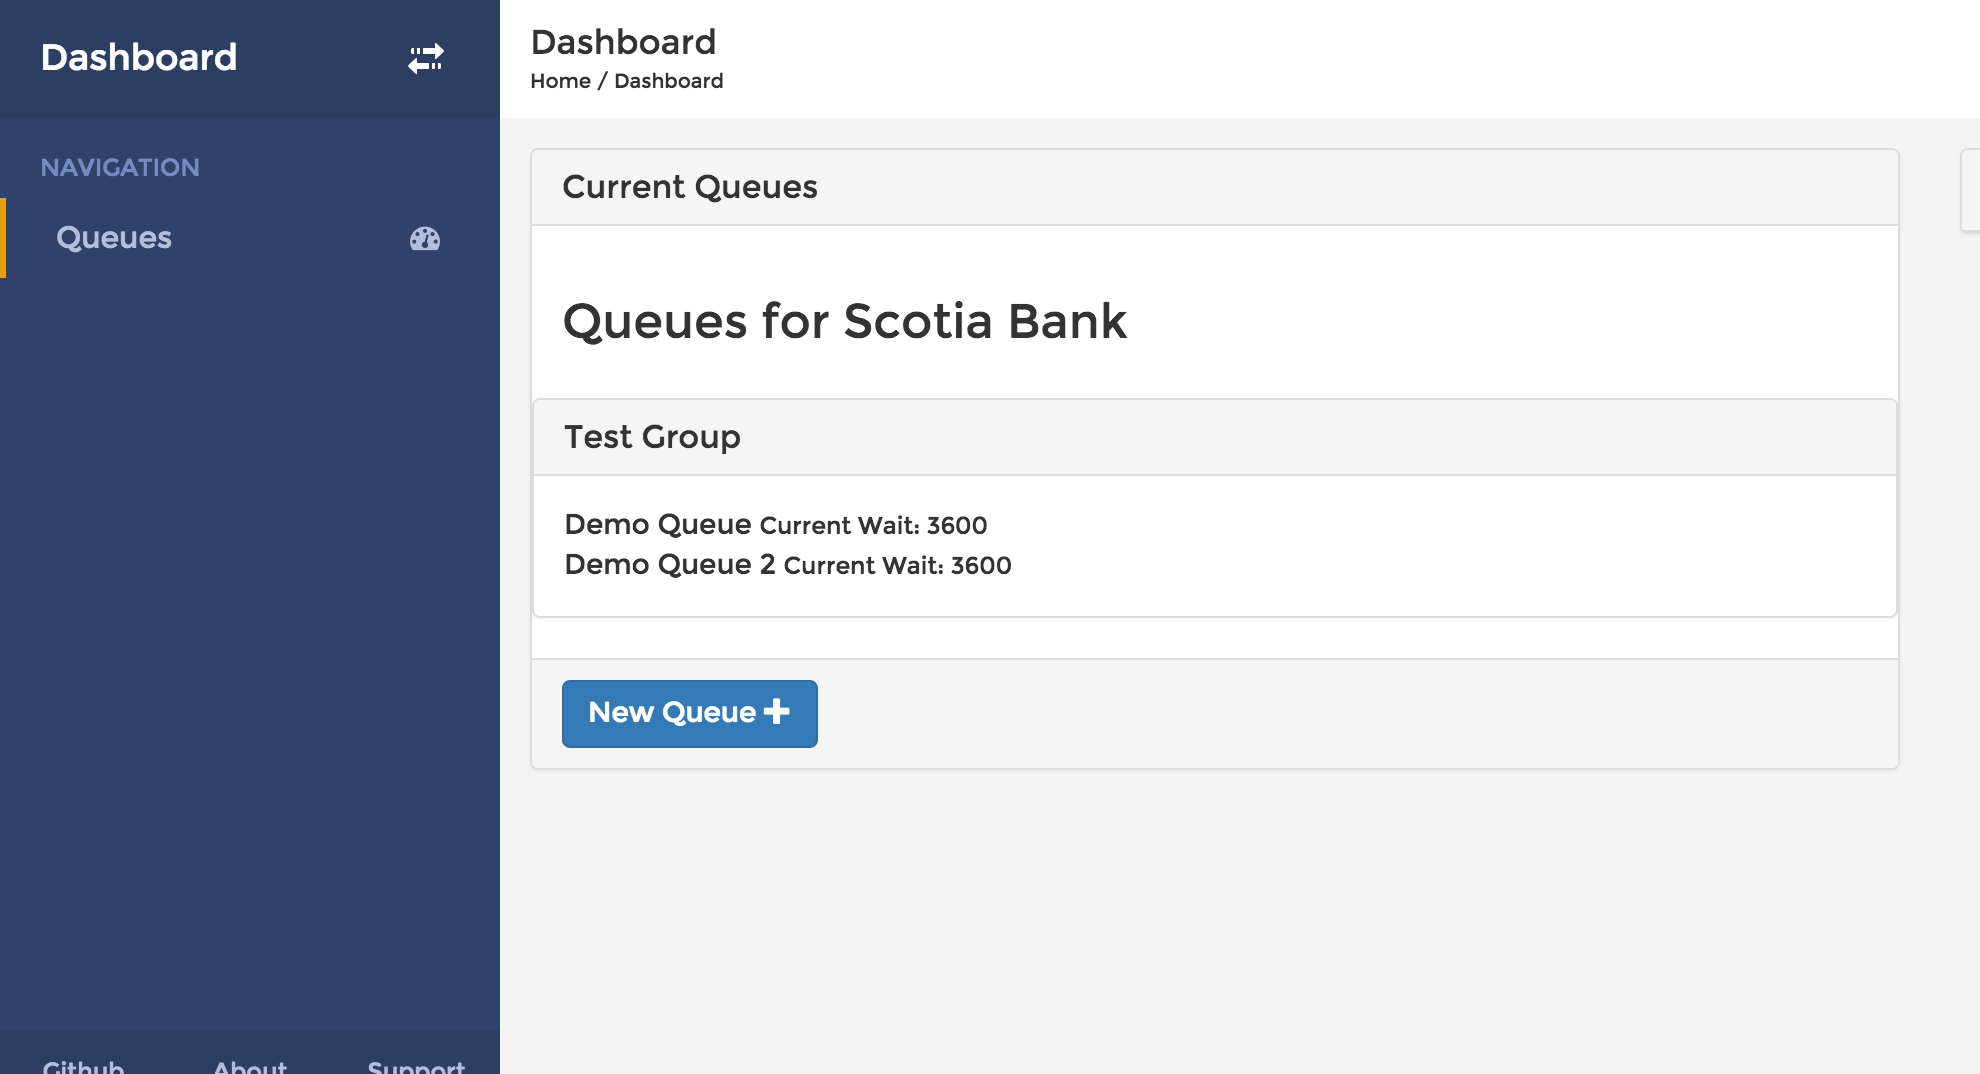 Dashboard
NAVIGATION
Queues
Github About Support
Dashboard
Home / Dashboard
Current Queues
Queues for Scotia Bank
Test Group
Demo Queue Current Wait: 3600
Demo Queue 2 Current Wait: 3600
New Queue